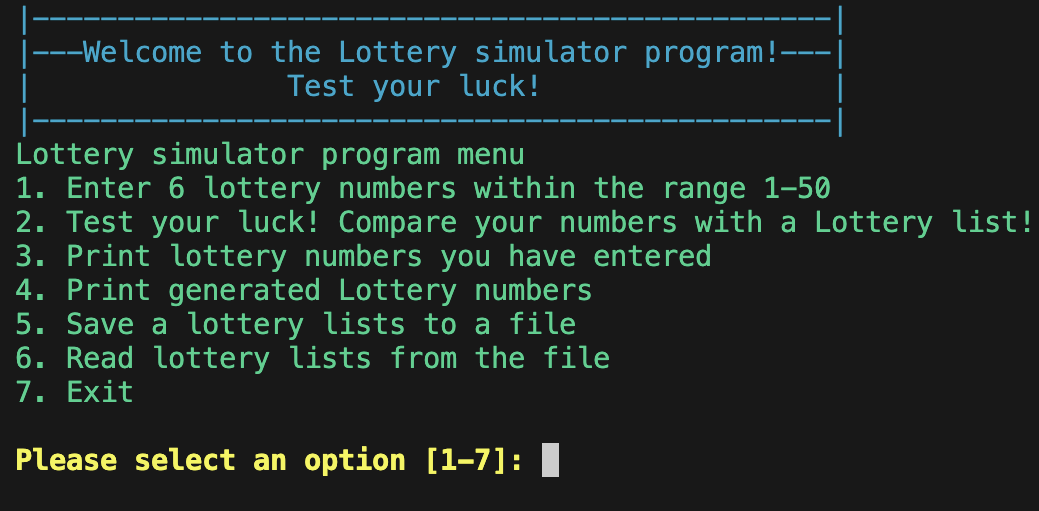 |-----------------------------------------------|
|---Welcome to the Lottery simulator program!---|
|               Test your luck!                 |
|-----------------------------------------------|
Lottery simulator program menu
1. Enter 6 lottery numbers within the range 1-50
2. Test your luck! Compare your numbers with a Lottery list!
3. Print lottery numbers you have entered
4. Print generated Lottery numbers
5. Save a lottery lists to a file
6. Read lottery lists from the file
7. Exit
Please select an option [1-7]: